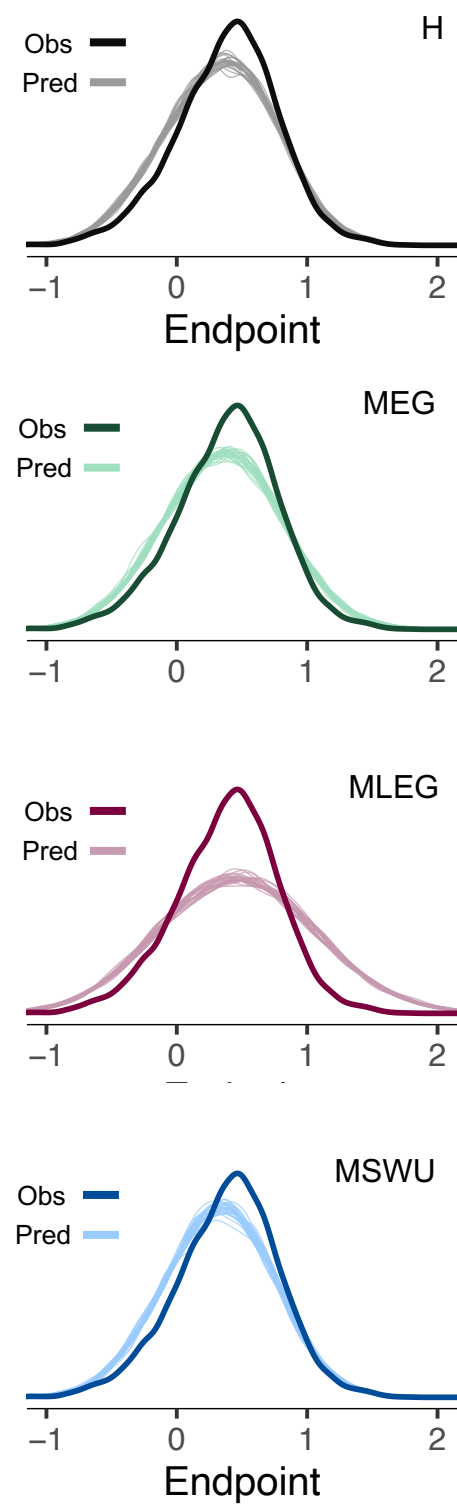 H
Obs
Pred
−1 0 1 2
Endpoint
MEG
Obs
Pred
−1 0 1 2
MLEG
Obs
Pred
−1 0 1 2
MSWU
Obs
Pred
−1 0 1 2
Endpoint